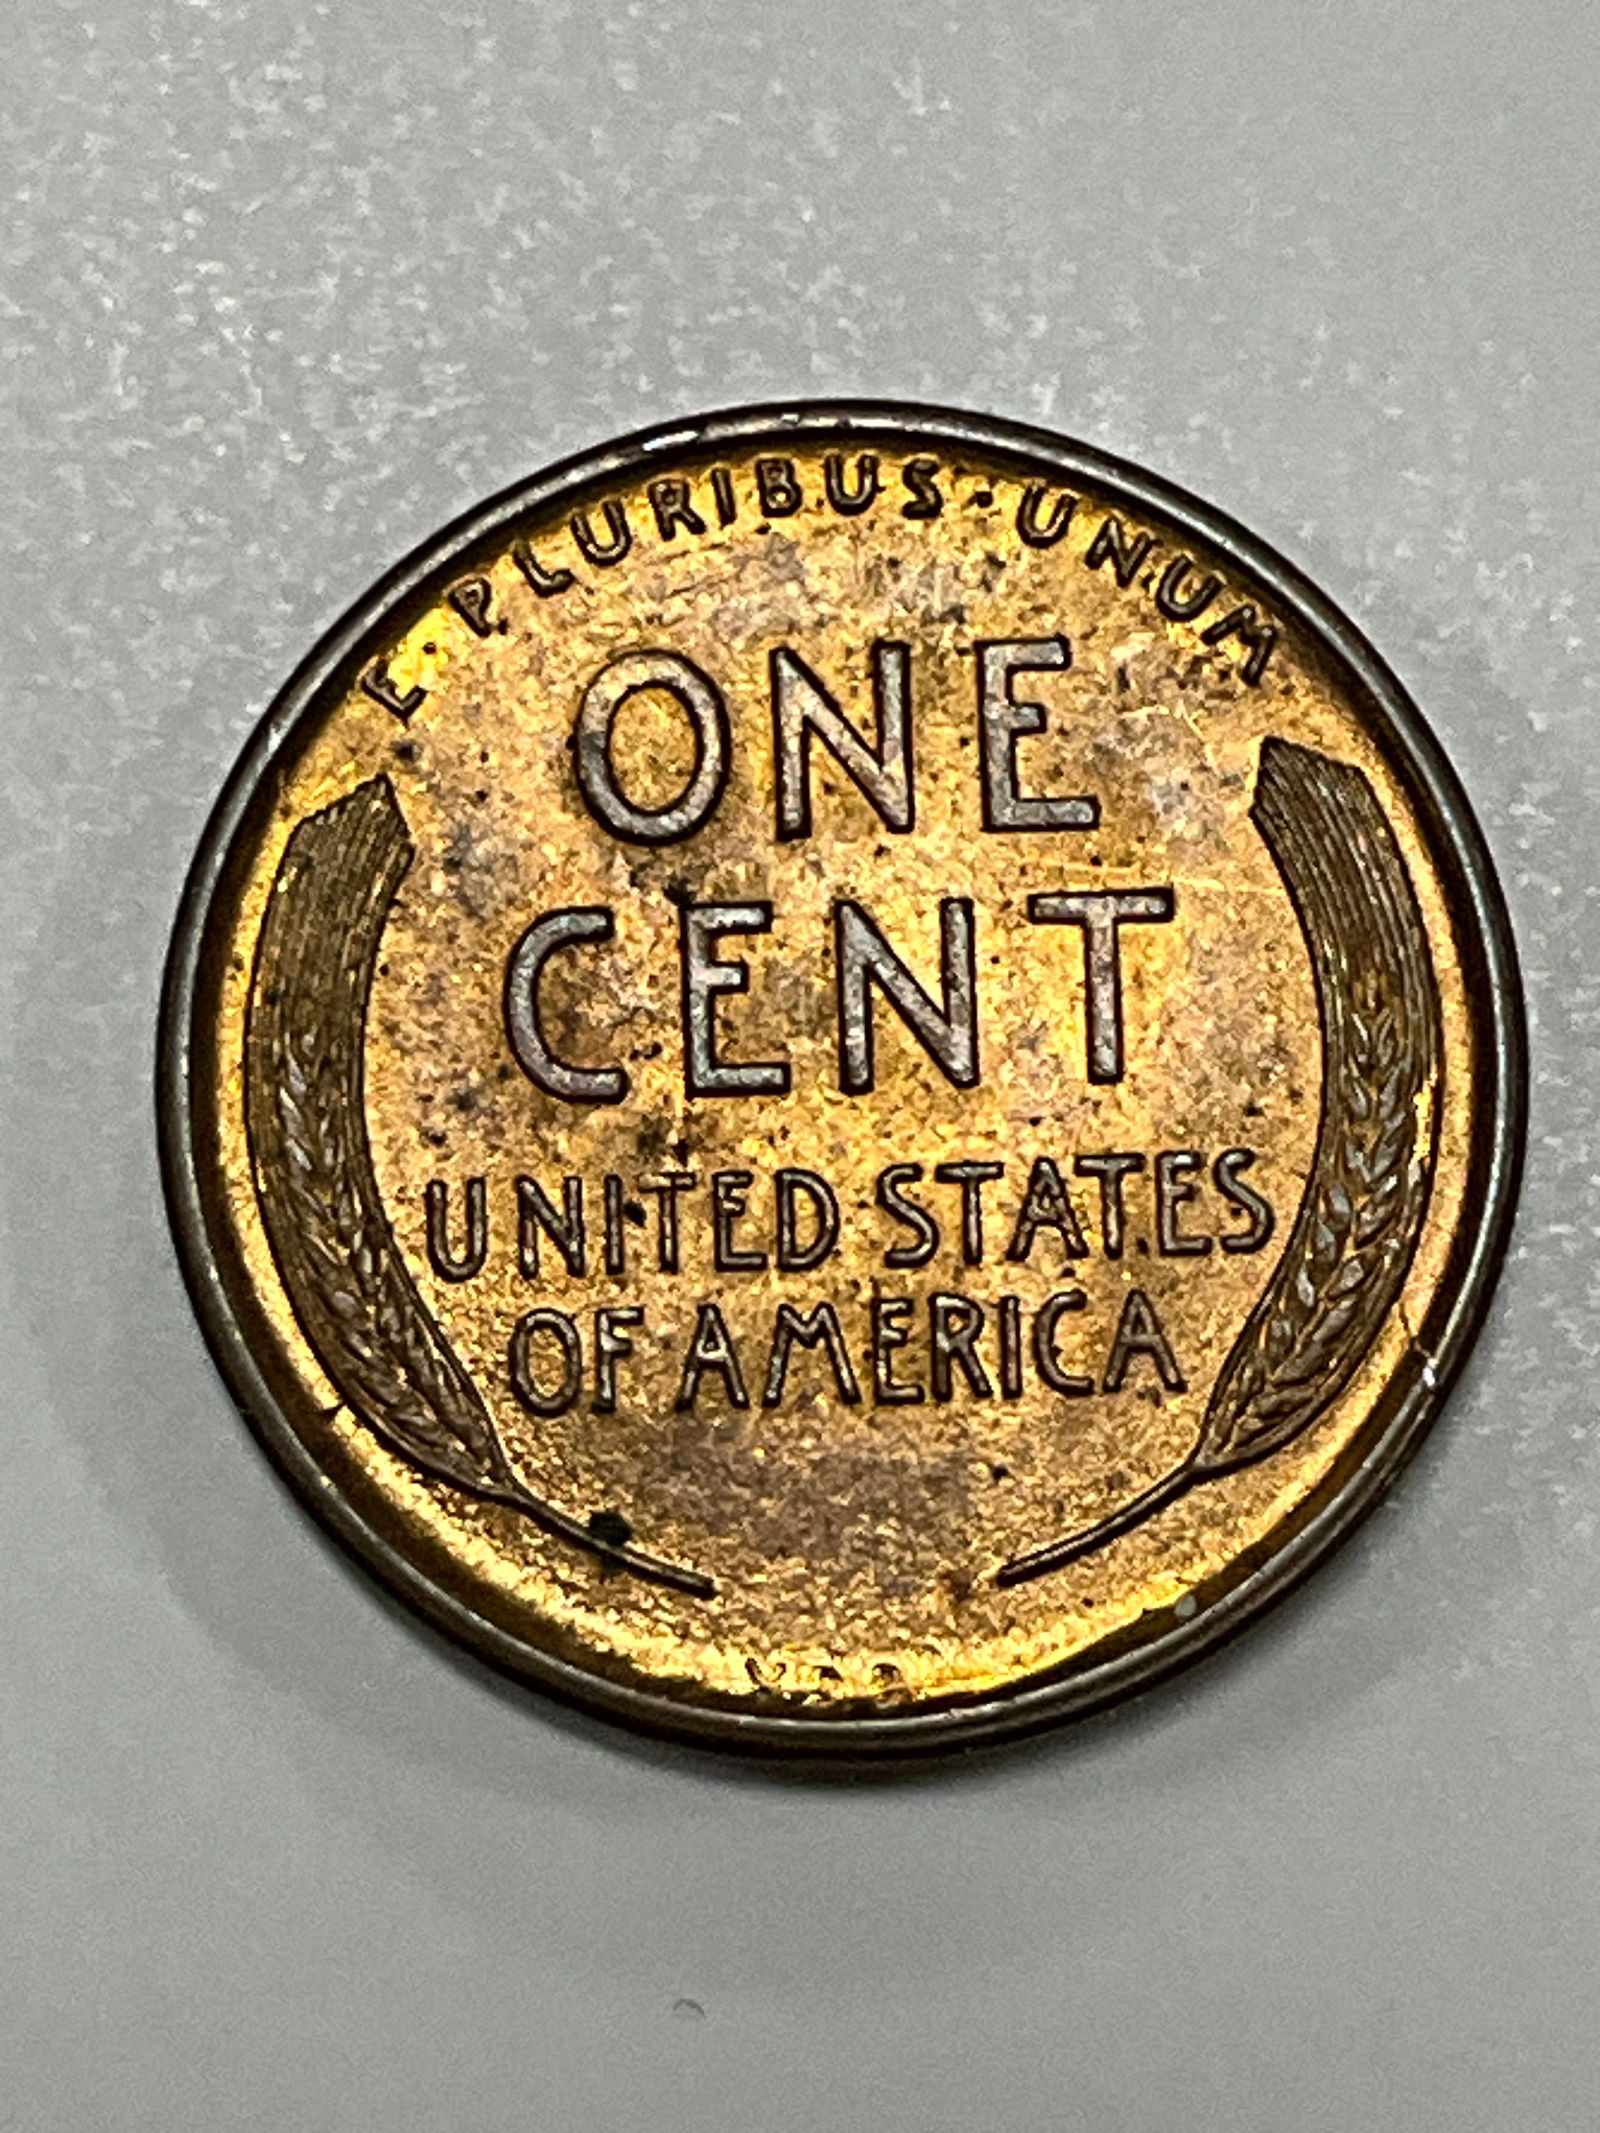 E·PLURIBUS·UNUM
ONE
CENT
UNITED STATES
OF AMERICA
V.D.B.